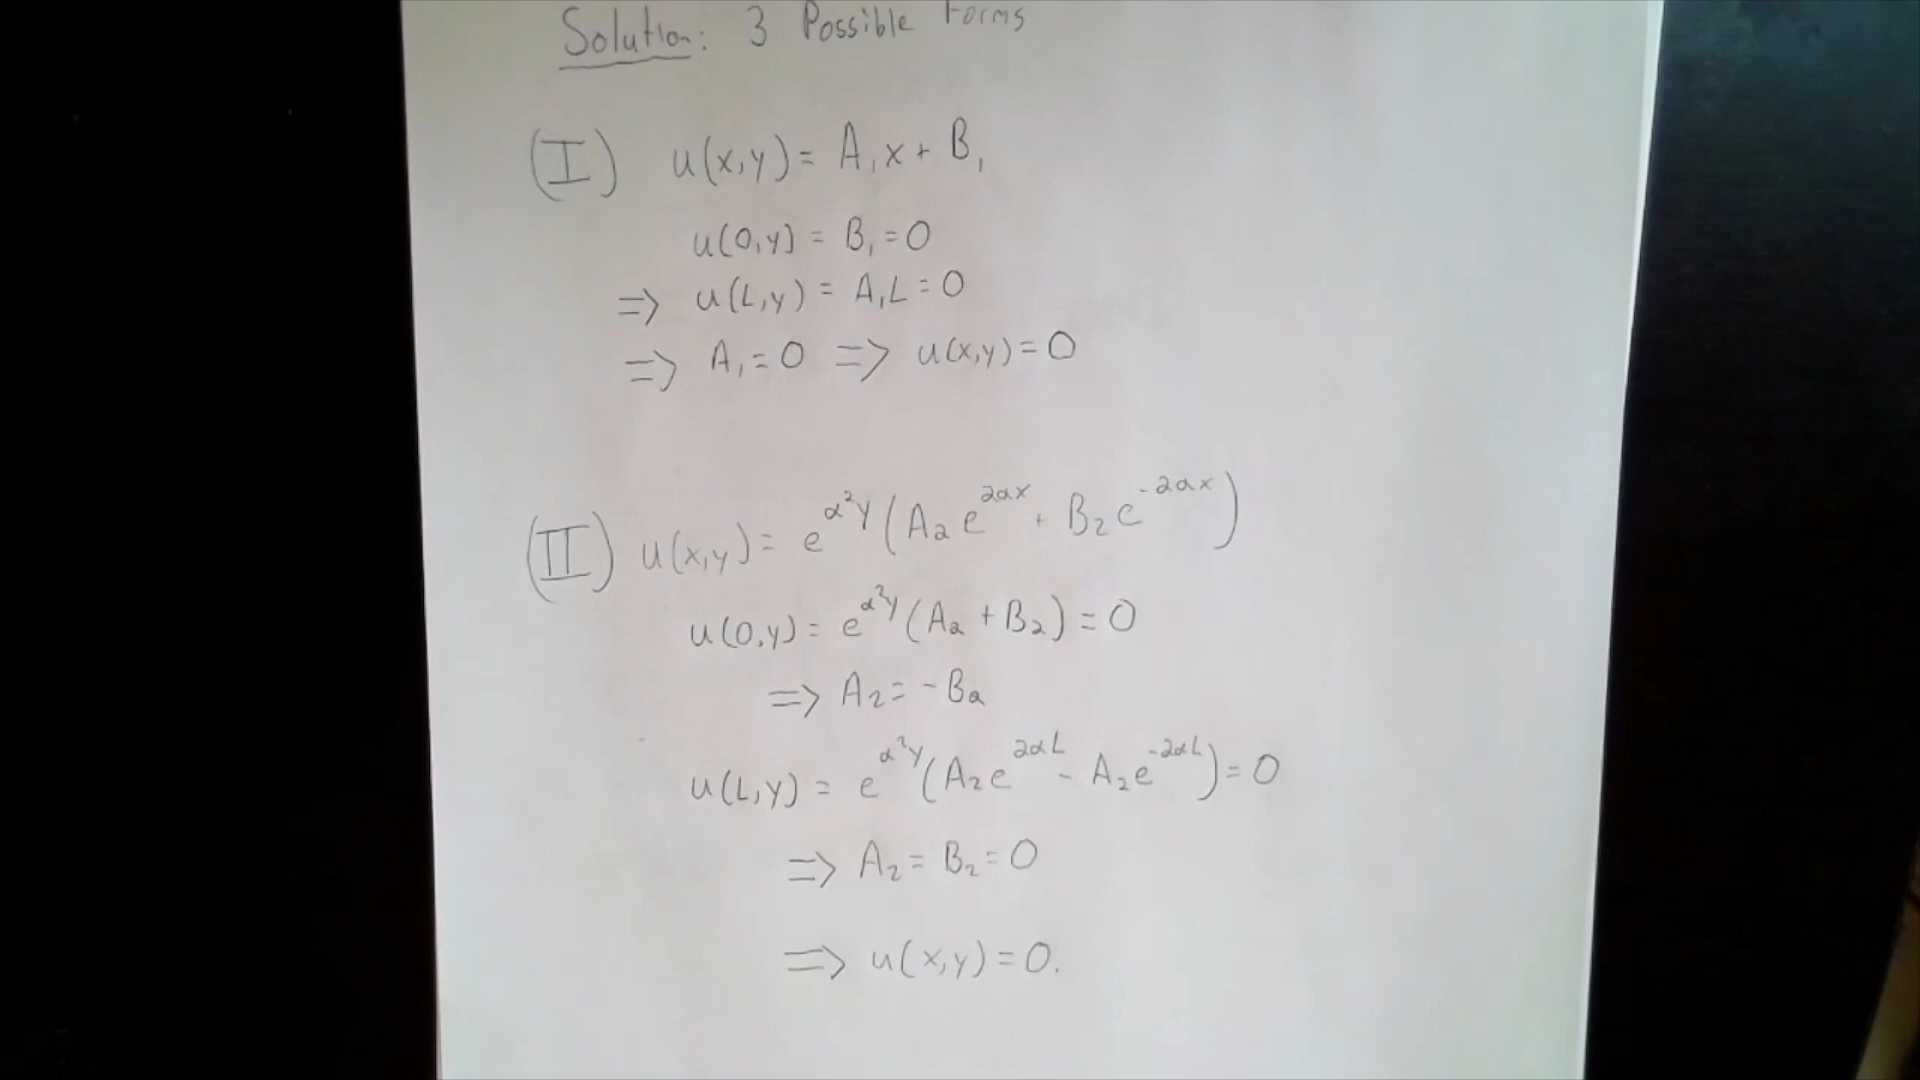 Solution: 3 Possible Forms
(I) u(x,y) = A₁x + B₁
u(0,y) = B₁ = 0
=> u(L,y) = A₁L = 0
=> A₁ = 0 => u(x,y) = 0
(II) u(x,y) = e^{α²y}(A₂e^{2αx} + B₂e^{-2αx})
u(0,y) = e^{α²y}(A₂ + B₂) = 0
=> A₂ = -B₂
u(L,y) = e^{α²y}(A₂e^{2αL} - A₂e^{-2αL}) = 0
=> A₂ = B₂ = 0
=> u(x,y) = 0.